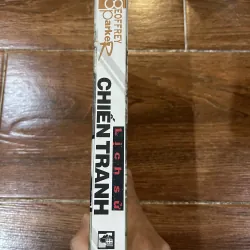 GEOFFREY
PARKER
Lịch sử
CHIẾN TRANH